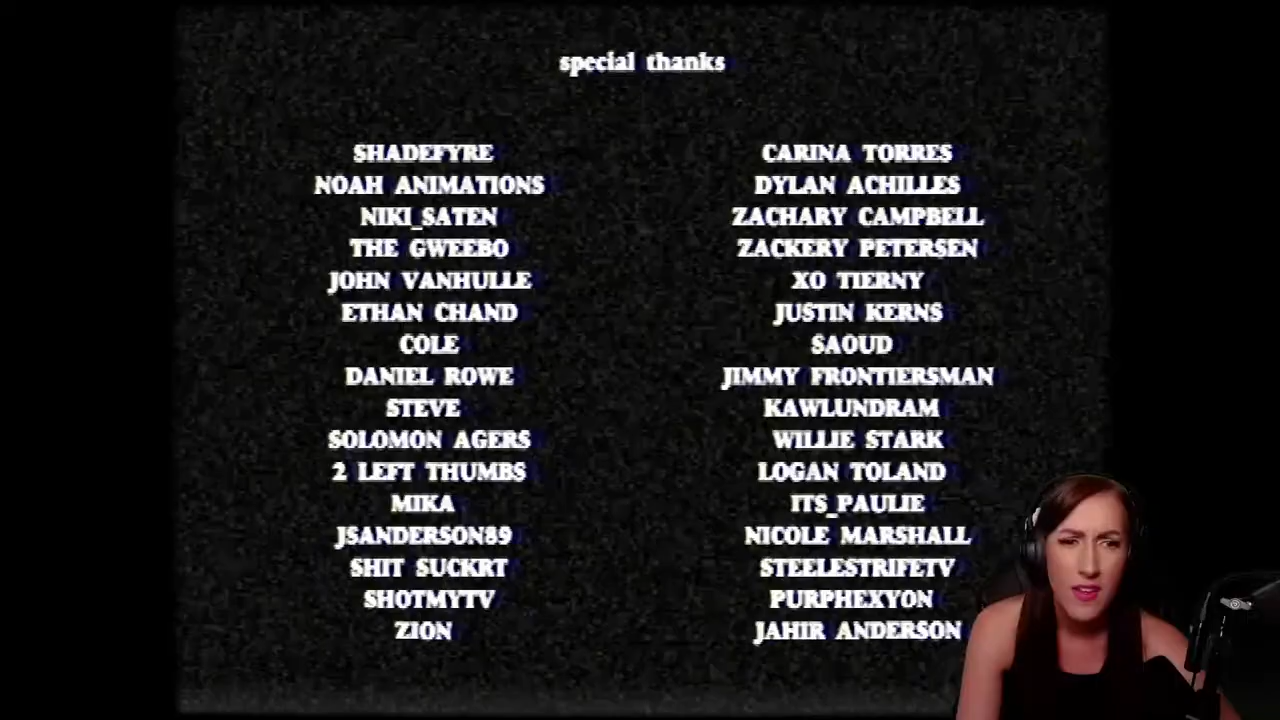 special thanks
SHADEFYRE
NOAH ANIMATIONS
NIKI_SATEN
THE GWEEBO
JOHN VANHULLE
ETHAN CHAND
COLE
DANIEL ROWE
STEVE
SOLOMON AGERS
2 LEFT THUMBS
MIKA
JSANDERSON89
SHIT SUCKRT
SHOTMYTV
ZION
CARINA TORRES
DYLAN ACHILLES
ZACHARY CAMPBELL
ZACKERY PETERSEN
XO TIERNY
JUSTIN KERNS
SAOUD
JIMMY FRONTIERSMAN
KAWLUNDRAM
WILLIE STARK
LOGAN TOLAND
ITS_PAULIE
NICOLE MARSHALL
STEELESTRIFETV
PURPHEXYON
JAHIR ANDERSON